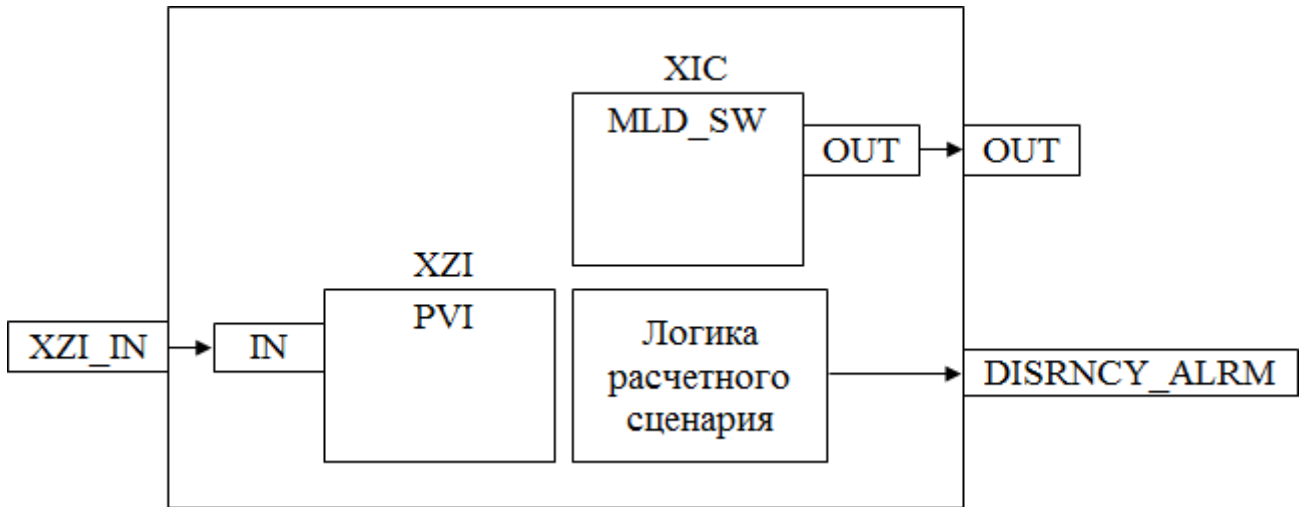 XIC
MLD_SW
OUT
OUT
XZI
PVI
XZI_IN
IN
Логика
расчетного
сценария
DISRNCY_ALRM